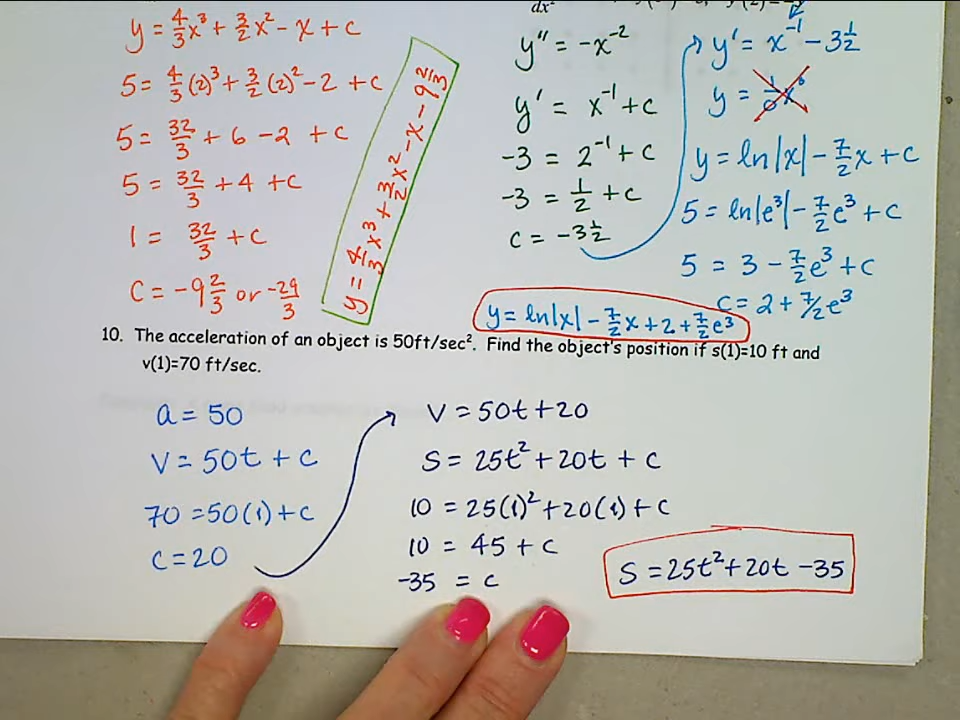 y = 4/3x³ + 3/2x² - x + c
5 = 4/3(2)³ + 3/2(2)² - 2 + c
5 = 32/3 + 6 - 2 + c
5 = 32/3 + 4 + c
1 = 32/3 + c
C = -9 2/3 or -29/3
y = 4/3x³ + 3/2x² - x - 9 2/3
y'' = -x⁻²
y' = x⁻¹ + c
-3 = 2⁻¹ + c
-3 = 1/2 + c
c = -3 1/2
y' = x⁻¹ - 3 1/2
y = 1/0 x⁰
y = ln|x| - 7/2x + c
5 = ln|e³| - 7/2e³ + c
5 = 3 - 7/2e³ + c
c = 2 + 7/2e³
y = ln|x| - 7/2x + 2 + 7/2e³
10. The acceleration of an object is 50ft/sec². Find the object's position if s(1)=10 ft and
v(1)=70 ft/sec.
a = 50
V = 50t + c
70 = 50(1) + c
c = 20
V = 50t + 20
S = 25t² + 20t + c
10 = 25(1)² + 20(1) + c
10 = 45 + c
-35 = c
S = 25t² + 20t - 35